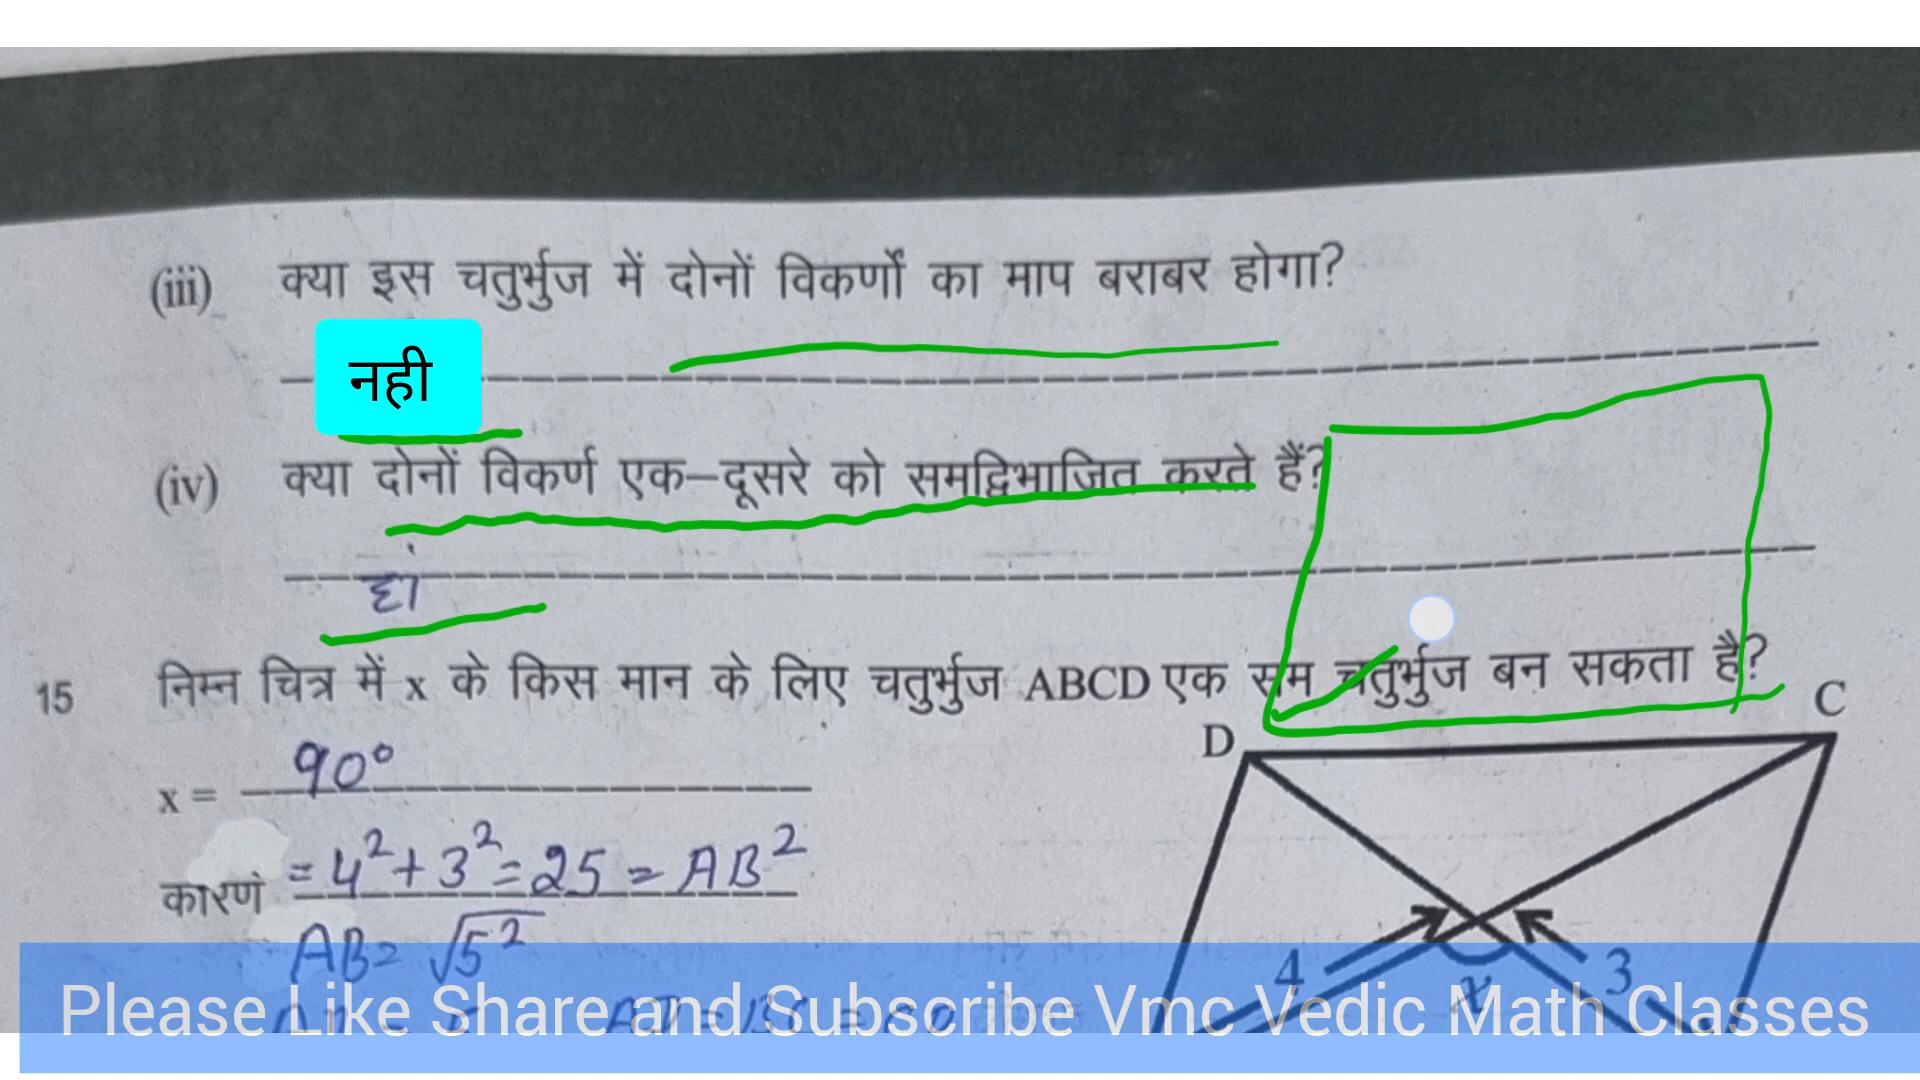 (iii) क्या इस चतुर्भुज में दोनों विकर्णों का माप बराबर होगा?
नही
(iv) क्या दोनों विकर्ण एक–दूसरे को समद्विभाजित करते हैं?
हां
15 निम्न चित्र में x के किस मान के लिए चतुर्भुज ABCD एक सम चतुर्भुज बन सकता है?
D C
x = 90°
कारण = 4² + 3² = 25 = AB²
AB = √5²
4 x 3
Please Like Share and Subscribe Vmc Vedic Math Classes